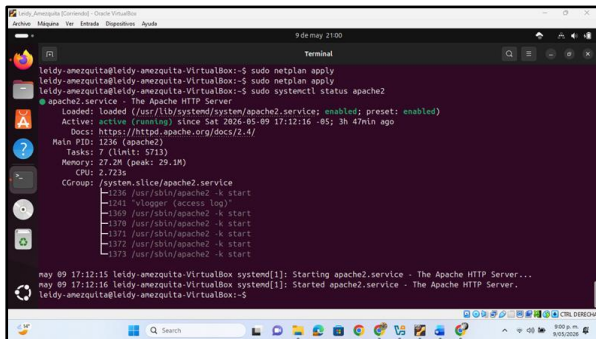 Leidy_Amezquita [Corriendo] - Oracle VirtualBox
Archivo Máquina Ver Entrada Dispositivos Ayuda
9 de may 21:00
Terminal
leidy-amezquita@leidy-amezquita-VirtualBox:~$ sudo netplan apply
leidy-amezquita@leidy-amezquita-VirtualBox:~$ sudo netplan apply
leidy-amezquita@leidy-amezquita-VirtualBox:~$ sudo systemctl status apache2
● apache2.service - The Apache HTTP Server
Loaded: loaded (/usr/lib/systemd/system/apache2.service; enabled; preset: enabled)
Active: active (running) since Sat 2026-05-09 17:12:16 -05; 3h 47min ago
Docs: https://httpd.apache.org/docs/2.4/
Main PID: 1236 (apache2)
Tasks: 7 (limit: 5713)
Memory: 27.2M (peak: 29.1M)
CPU: 2.723s
CGroup: /system.slice/apache2.service
├─1236 /usr/sbin/apache2 -k start
├─1241 "vlogger (access log)"
├─1369 /usr/sbin/apache2 -k start
├─1370 /usr/sbin/apache2 -k start
├─1371 /usr/sbin/apache2 -k start
├─1372 /usr/sbin/apache2 -k start
└─1373 /usr/sbin/apache2 -k start
may 09 17:12:15 leidy-amezquita-VirtualBox systemd[1]: Starting apache2.service - The Apache HTTP Server...
may 09 17:12:16 leidy-amezquita-VirtualBox systemd[1]: Started apache2.service - The Apache HTTP Server.
leidy-amezquita@leidy-amezquita-VirtualBox:~$
CTRL DERECHA
14°
Search
9:00 p. m.
9/05/2026